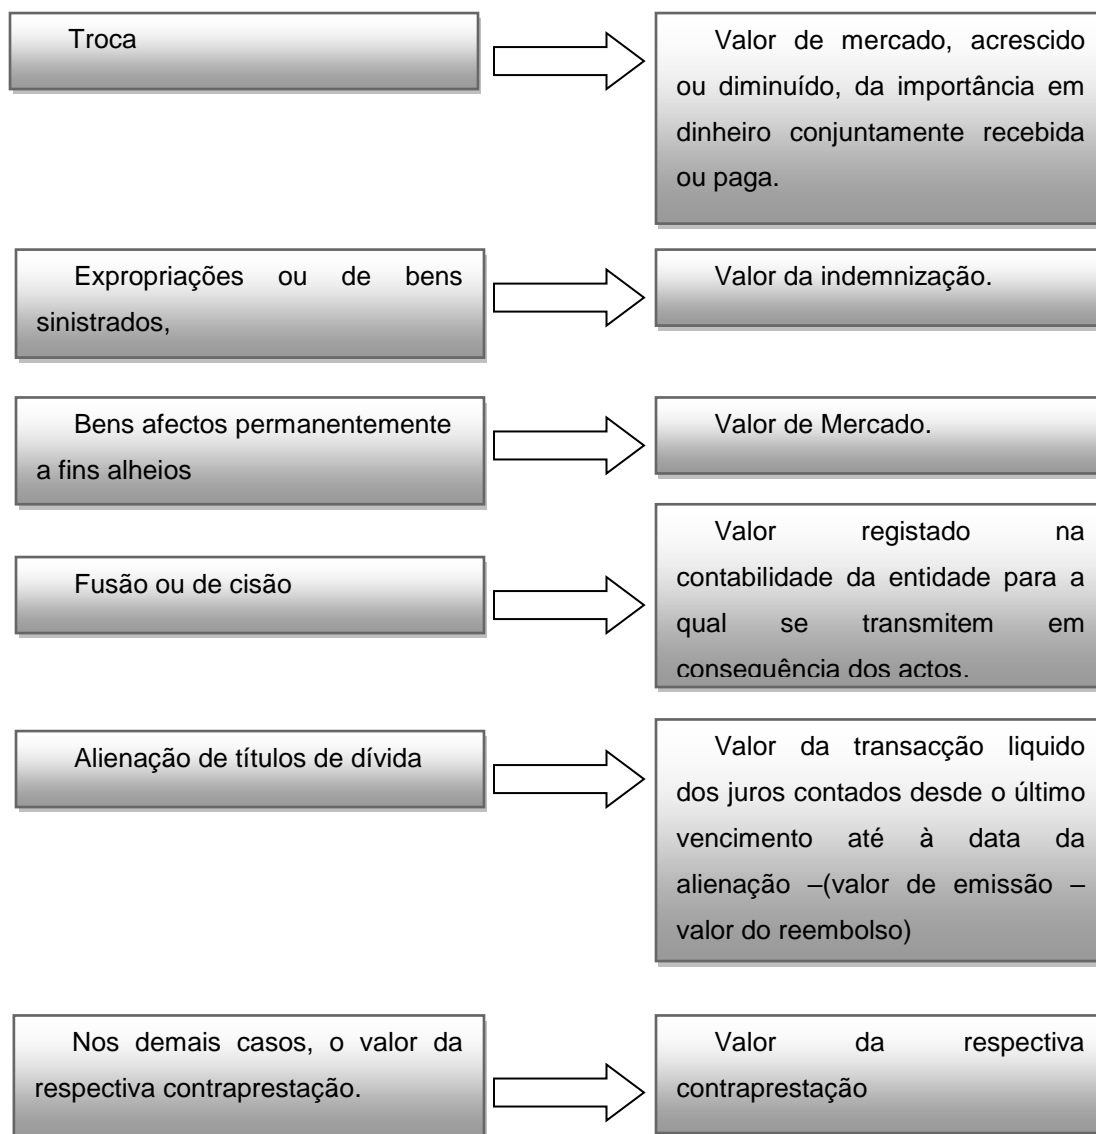 Troca
Valor de mercado, acrescido
ou diminuído, da importância em
dinheiro conjuntamente recebida
ou paga.
Expropriações ou de bens
sinistrados,
Valor da indemnização.
Bens afectos permanentemente
a fins alheios
Valor de Mercado.
Fusão ou de cisão
Valor registado na
contabilidade da entidade para a
qual se transmitem em
consequência dos actos.
Alienação de títulos de dívida
Valor da transacção liquido
dos juros contados desde o último
vencimento até à data da
alienação –(valor de emissão –
valor do reembolso)
Nos demais casos, o valor da
respectiva contraprestação.
Valor da respectiva
contraprestação